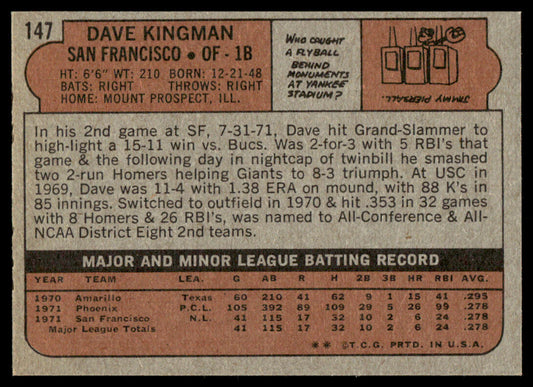 147
DAVE KINGMAN
SAN FRANCISCO • OF - 1B
HT: 6'6" WT: 210 BORN: 12-21-48
BATS: RIGHT THROWS: RIGHT
HOME: MOUNT PROSPECT, ILL.
WHO CAUGHT
A FLYBALL
BEHIND
MONUMENTS
AT YANKEE
STADIUM?
JIMMY PIERSALL.
In his 2nd game at SF, 7-31-71, Dave hit Grand-Slammer to
high-light a 15-11 win vs. Bucs. Was 2-for-3 with 5 RBI's that
game & the following day in nightcap of twinbill he smashed
two 2-run Homers helping Giants to 8-3 triumph. At USC in
1969, Dave was 11-4 with 1.38 ERA on mound, with 88 K's in
85 innings. Switched to outfield in 1970 & hit .353 in 32 games
with 8 Homers & 26 RBI's, was named to All-Conference & All-
NCAA District Eight 2nd teams.
MAJOR AND MINOR LEAGUE BATTING RECORD
YEAR TEAM LEA. G AB R H 2B 3B HR RBI AVG.
1970 Amarillo Texas 60 210 41 62 9 1 15 41 .295
1971 Phoenix P.C.L. 105 392 89 109 29 5 26 99 .278
1971 San Francisco N.L. 41 115 17 32 10 2 6 24 .278
Major League Totals 41 115 17 32 10 2 6 24 .278
** © T.C.G. PRTD. IN U.S.A.